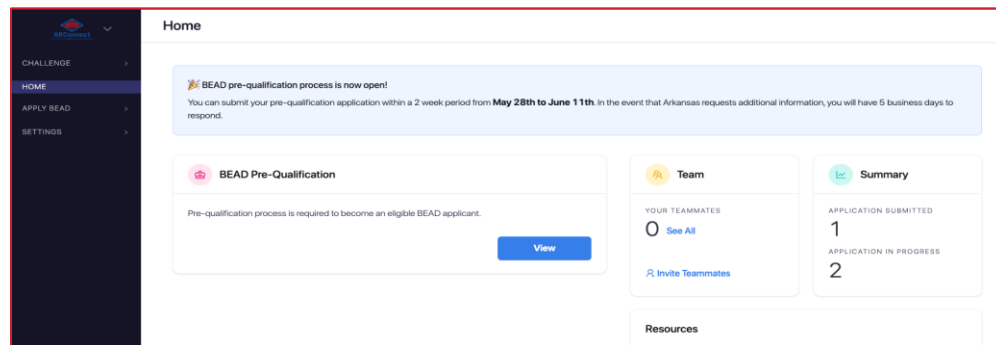 Home
ARConnect
CHALLENGE
HOME
APPLY BEAD
SETTINGS
🎉 BEAD pre-qualification process is now open!
You can submit your pre-qualification application within a 2 week period from May 28th to June 11th. In the event that Arkansas requests additional information, you will have 5 business days to
respond.
BEAD Pre-Qualification
Pre-qualification process is required to become an eligible BEAD applicant.
View
Team
YOUR TEAMMATES
0 See All
Invite Teammates
Summary
APPLICATION SUBMITTED
1
APPLICATION IN PROGRESS
2
Resources